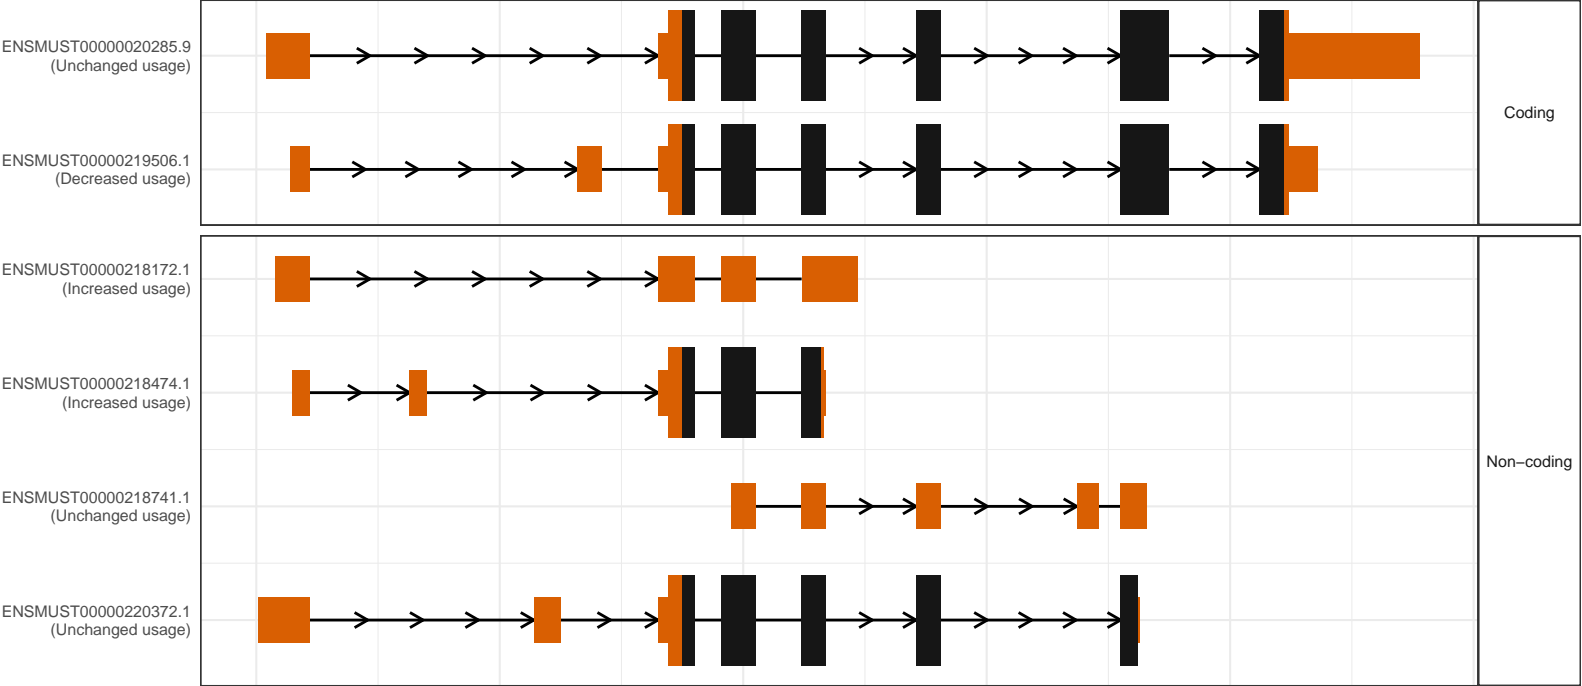 ENSMUST00000020285.9
(Unchanged usage)
ENSMUST00000219506.1
(Decreased usage)
Coding
ENSMUST00000218172.1
(Increased usage)
ENSMUST00000218474.1
(Increased usage)
Non−coding
ENSMUST00000218741.1
(Unchanged usage)
ENSMUST00000220372.1
(Unchanged usage)